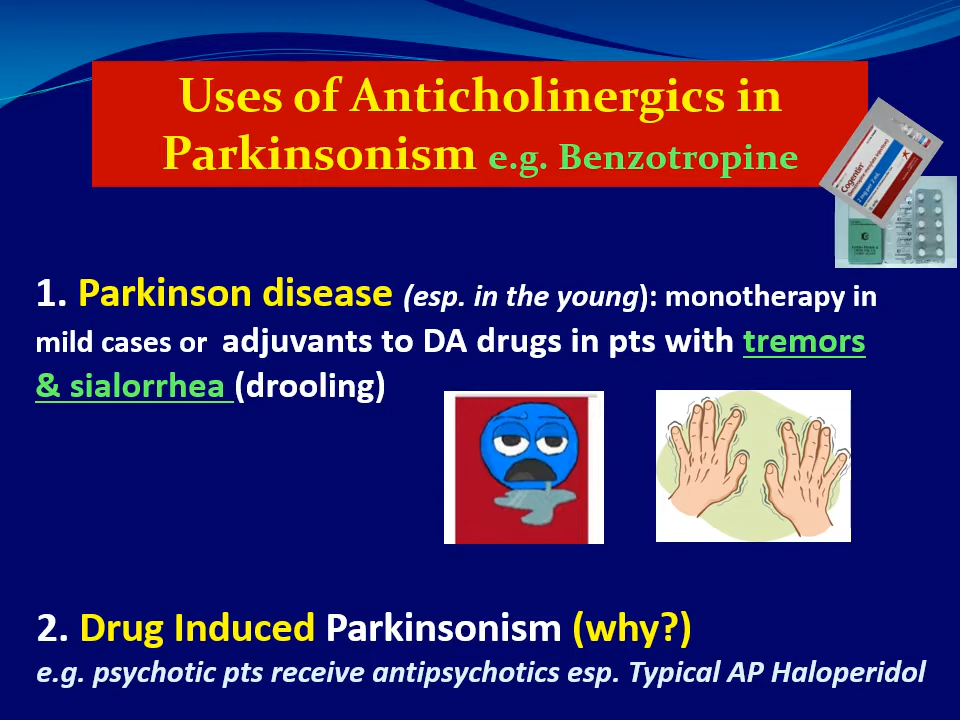 Uses of Anticholinergics in
Parkinsonism e.g. Benzotropine
Cogentin
1. Parkinson disease (esp. in the young): monotherapy in
mild cases or adjuvants to DA drugs in pts with tremors
& sialorrhea (drooling)
2. Drug Induced Parkinsonism (why?)
e.g. psychotic pts receive antipsychotics esp. Typical AP Haloperidol